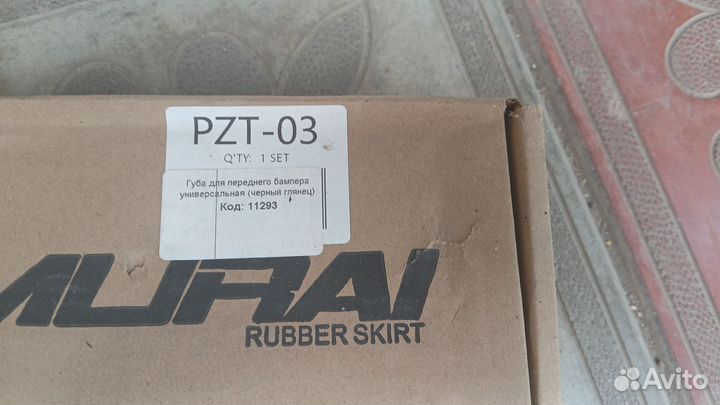 PZT-03
Q'TY: 1 SET
Губа для переднего бампера
универсальная (черный глянец)
Код: 11293
MURAI
RUBBER SKIRT
Avito